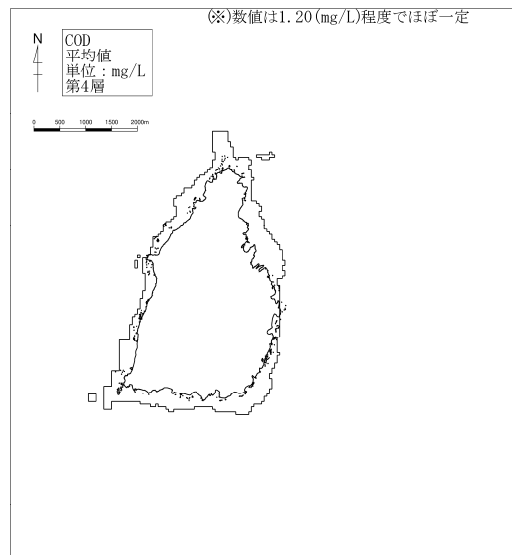 (※)数値は1.20(mg/L)程度でほぼ一定
N
COD
平均値
単位：mg/L
第4層
0 500 1000 1500 2000m